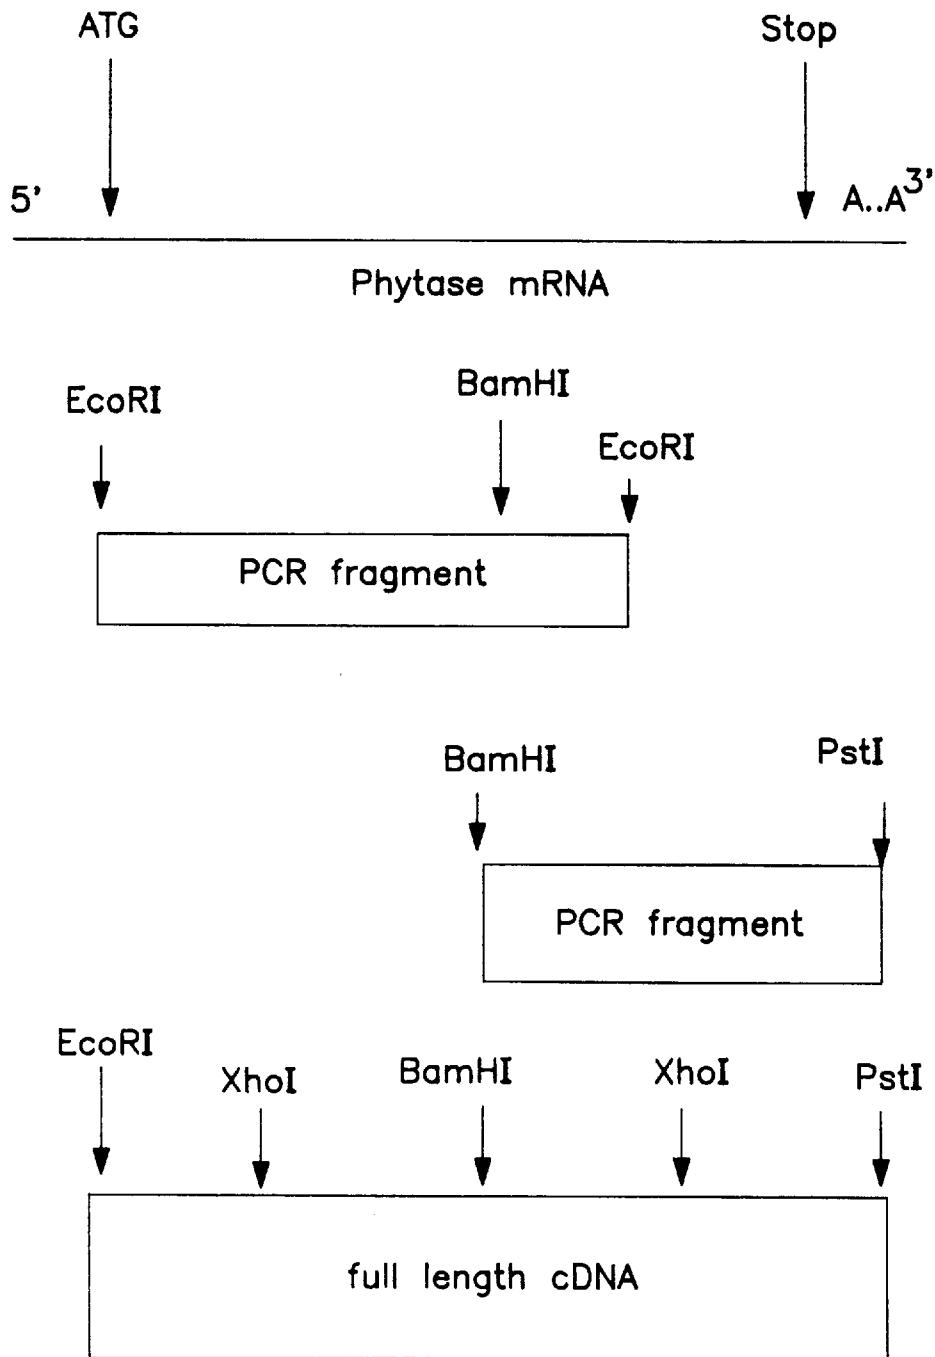 ATG Stop
5' A..A3'
Phytase mRNA
EcoRI BamHI EcoRI
PCR fragment
BamHI PstI
PCR fragment
EcoRI XhoI BamHI XhoI PstI
full length cDNA